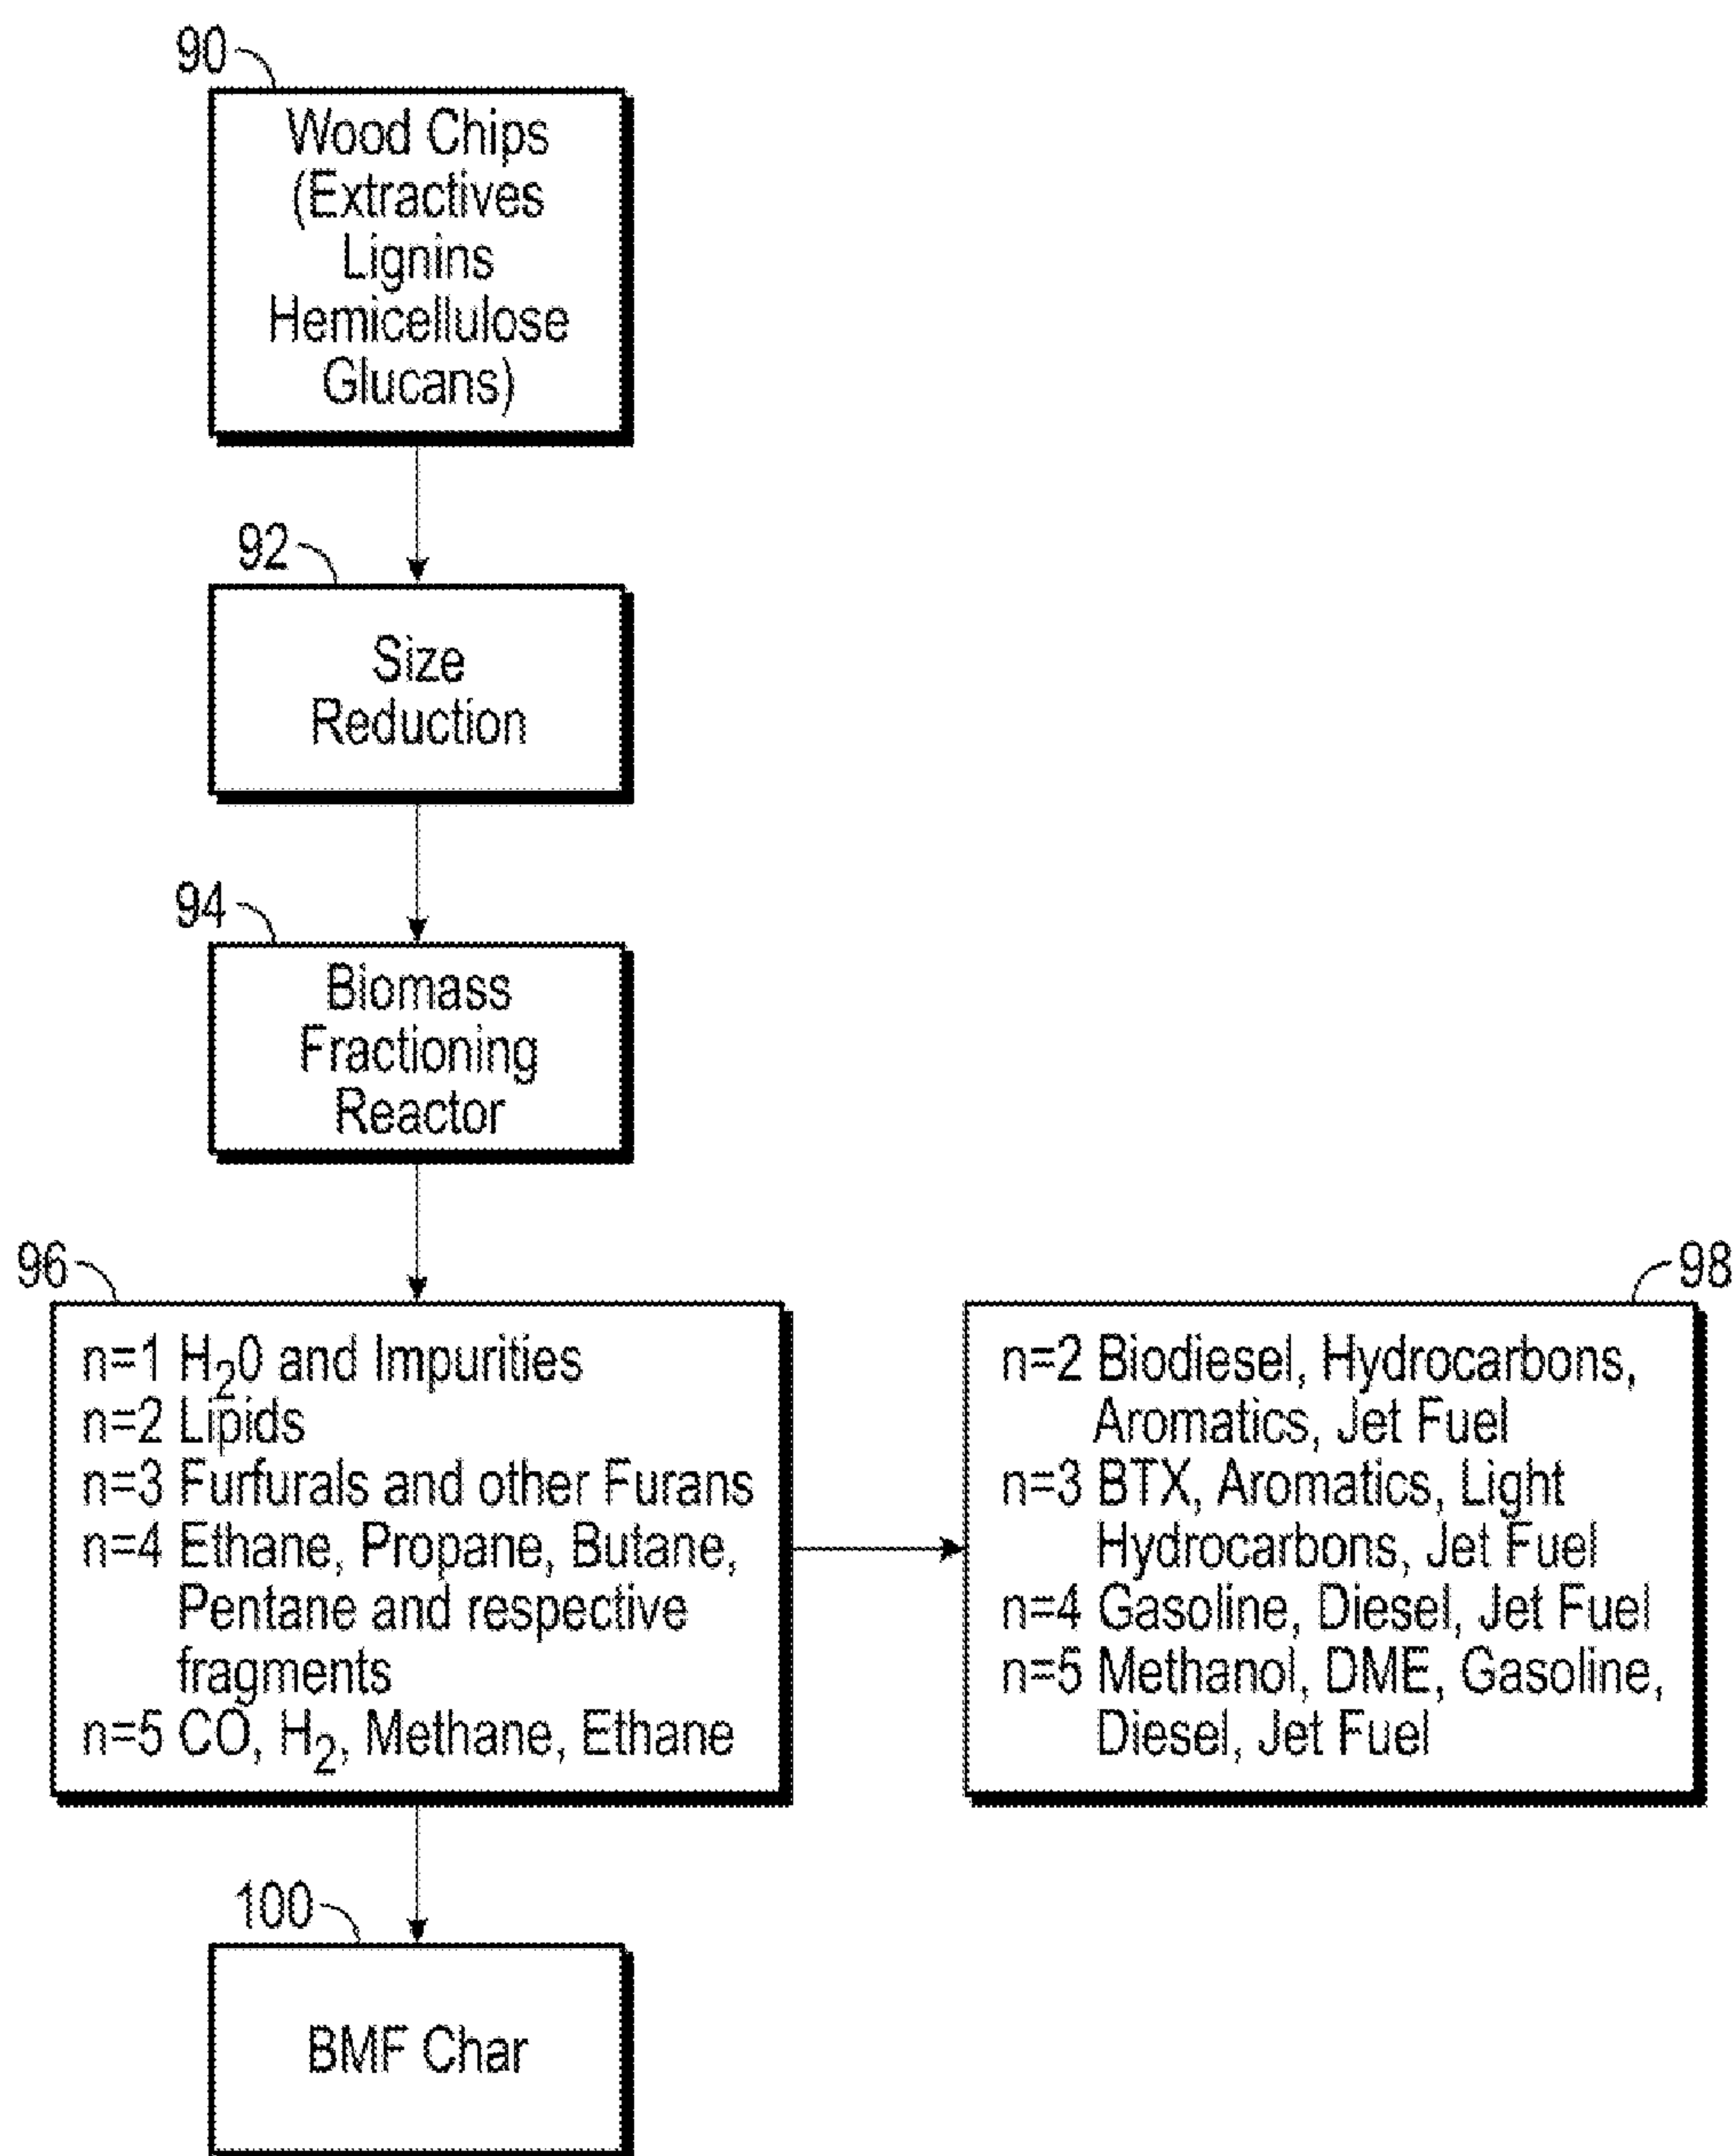 90
Wood Chips
(Extractives
Lignins
Hemicellulose
Glucans)
92
Size
Reduction
94
Biomass
Fractioning
Reactor
96
n=1 H₂0 and Impurities
n=2 Lipids
n=3 Furfurals and other Furans
n=4 Ethane, Propane, Butane,
Pentane and respective
fragments
n=5 CO, H₂, Methane, Ethane
98
n=2 Biodiesel, Hydrocarbons,
Aromatics, Jet Fuel
n=3 BTX, Aromatics, Light
Hydrocarbons, Jet Fuel
n=4 Gasoline, Diesel, Jet Fuel
n=5 Methanol, DME, Gasoline,
Diesel, Jet Fuel
100
BMF Char